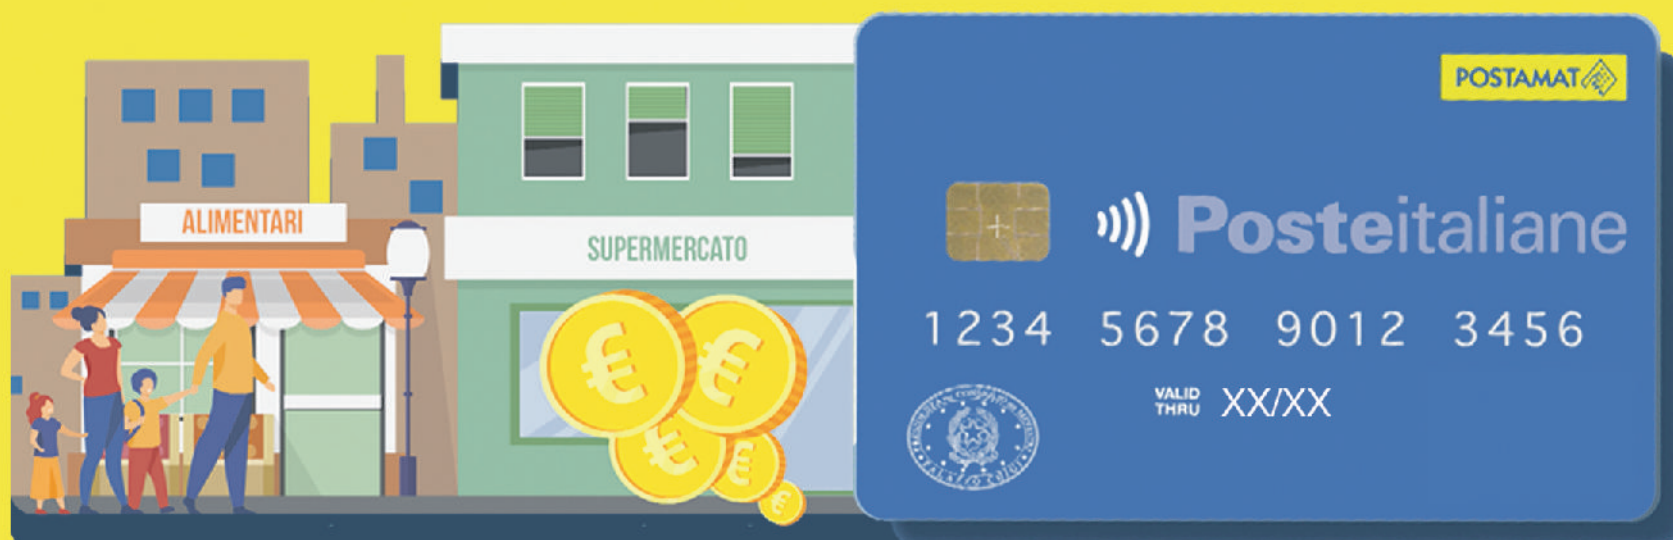 ALIMENTARI
SUPERMERCATO
POSTAMAT
Posteitaliane
1234 5678 9012 3456
VALID
THRU XX/XX